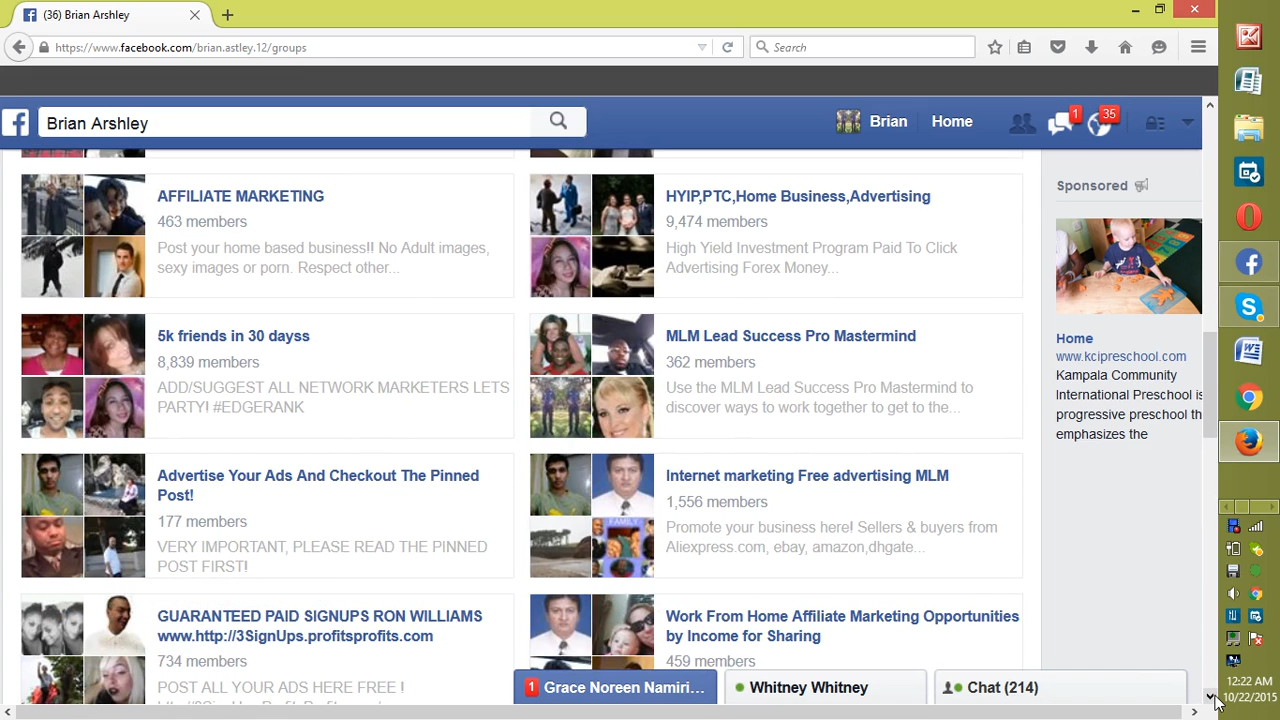 (36) Brian Arshley
https://www.facebook.com/brian.astley.12/groups
Search
Brian Arshley
Brian
Home
1
35
AFFILIATE MARKETING
463 members
Post your home based business!! No Adult images,
sexy images or porn. Respect other...
HYIP,PTC,Home Business,Advertising
9,474 members
High Yield Investment Program Paid To Click
Advertising Forex Money...
5k friends in 30 dayss
8,839 members
ADD/SUGGEST ALL NETWORK MARKETERS LETS
PARTY! #EDGERANK
MLM Lead Success Pro Mastermind
362 members
Use the MLM Lead Success Pro Mastermind to
discover ways to work together to get to the...
Advertise Your Ads And Checkout The Pinned
Post!
177 members
VERY IMPORTANT, PLEASE READ THE PINNED
POST FIRST!
Internet marketing Free advertising MLM
1,556 members
Promote your business here! Sellers & buyers from
Aliexpress.com, ebay, amazon,dhgate...
GUARANTEED PAID SIGNUPS RON WILLIAMS
www.http://3SignUps.profitsprofits.com
734 members
POST ALL YOUR ADS HERE FREE !
Work From Home Affiliate Marketing Opportunities
by Income for Sharing
459 members
Sponsored
Home
www.kcipreschool.com
Kampala Community
International Preschool is
progressive preschool th
emphasizes the
1 Grace Noreen Namiri...
Whitney Whitney
Chat (214)
12:22 AM
10/22/2015